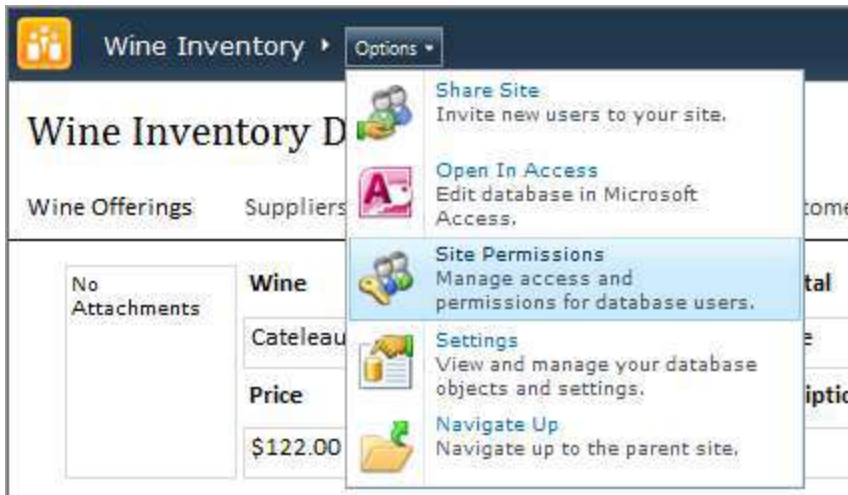 Wine Inventory
Options
Wine Inventory D
Share Site
Invite new users to your site.
Open In Access
Edit database in Microsoft
Access.
Wine Offerings
Suppliers
Site Permissions
Manage access and
permissions for database users.
No
Attachments
Wine
Cateleau
Settings
View and manage your database
objects and settings.
Price
$122.00
Navigate Up
Navigate up to the parent site.